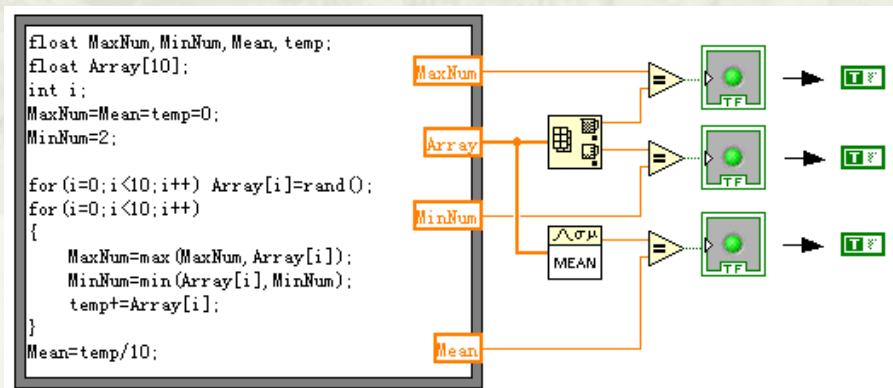 float MaxNum,MinNum,Mean,temp;
float Array[10];
int i;
MaxNum=Mean=temp=0;
MinNum=2;
for(i=0;i<10;i++) Array[i]=rand();
for(i=0;i<10;i++)
{
MaxNum=max(MaxNum,Array[i]);
MinNum=min(Array[i],MinNum);
temp+=Array[i];
}
Mean=temp/10;
MaxNum
Array
MinNum
Mean
=
=
=
σμ
MEAN
TF
TF
TF
T
T
T